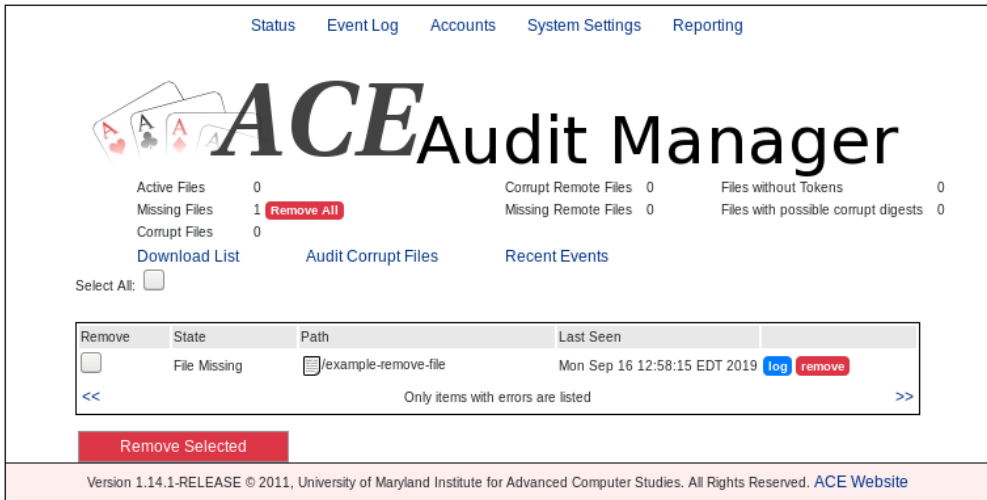 Status Event Log Accounts System Settings Reporting
A A A A ACE Audit Manager
Active Files 0 Corrupt Remote Files 0 Files without Tokens 0
Missing Files 1 Remove All Missing Remote Files 0 Files with possible corrupt digests 0
Corrupt Files 0
Download List Audit Corrupt Files Recent Events
Select All:
Remove State Path Last Seen
File Missing /example-remove-file Mon Sep 16 12:58:15 EDT 2019 log remove
<< Only items with errors are listed >>
Remove Selected
Version 1.14.1-RELEASE © 2011, University of Maryland Institute for Advanced Computer Studies. All Rights Reserved. ACE Website